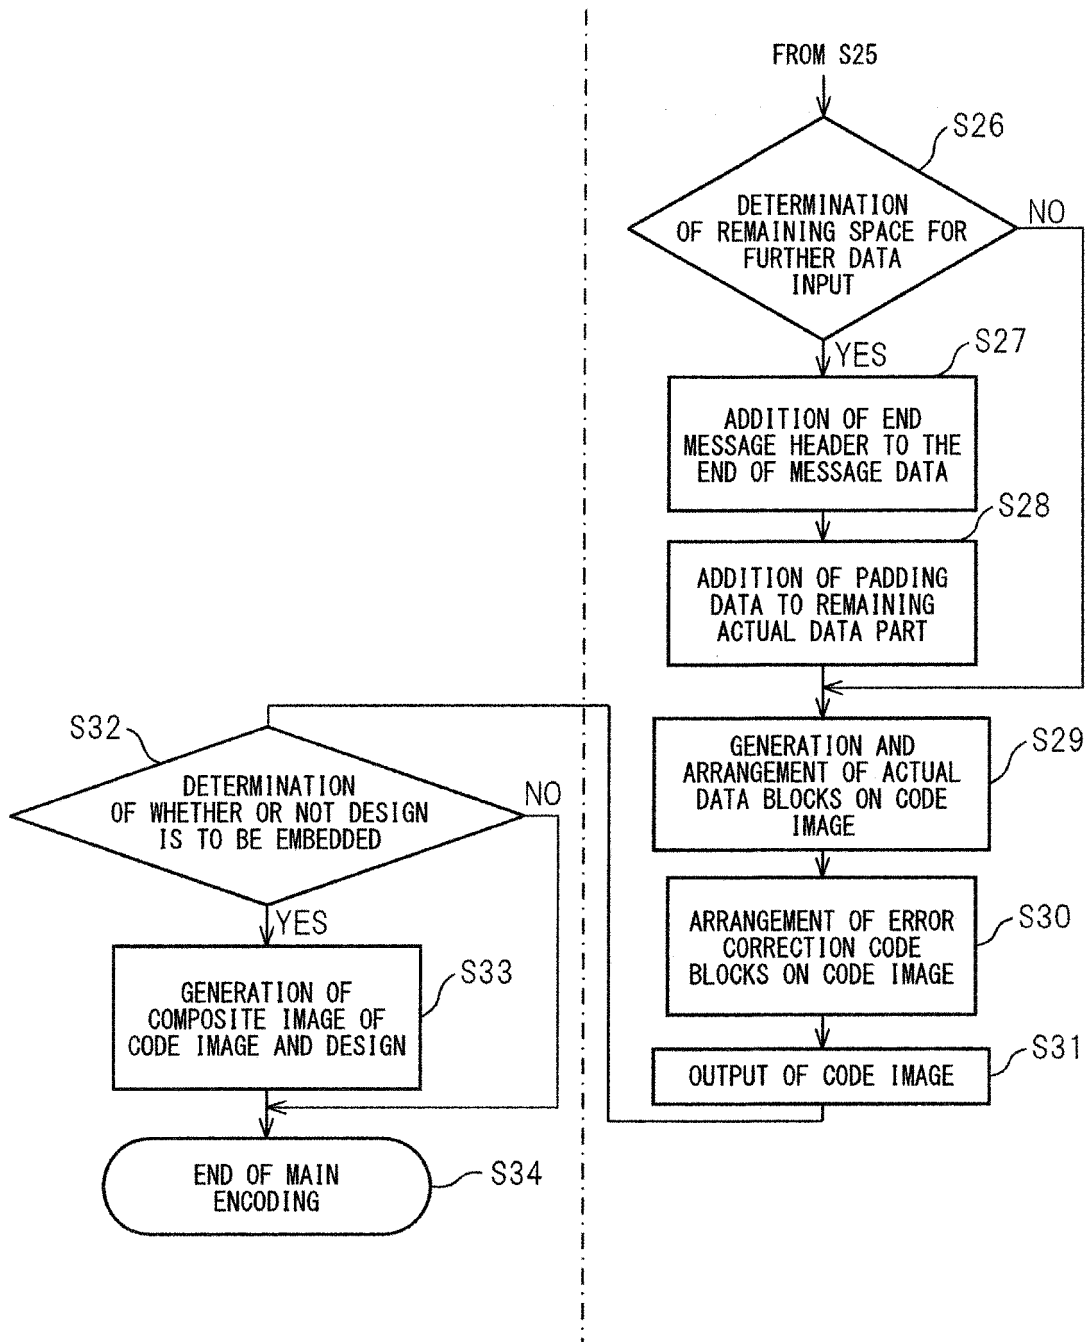 FROM S25
S26
DETERMINATION
OF REMAINING SPACE FOR
FURTHER DATA
INPUT
NO
YES
S27
ADDITION OF END
MESSAGE HEADER TO THE
END OF MESSAGE DATA
S28
ADDITION OF PADDING
DATA TO REMAINING
ACTUAL DATA PART
S29
GENERATION AND
ARRANGEMENT OF ACTUAL
DATA BLOCKS ON CODE
IMAGE
S30
ARRANGEMENT OF ERROR
CORRECTION CODE
BLOCKS ON CODE IMAGE
S31
OUTPUT OF CODE IMAGE
S32
DETERMINATION
OF WHETHER OR NOT DESIGN
IS TO BE EMBEDDED
NO
YES
S33
GENERATION OF
COMPOSITE IMAGE OF
CODE IMAGE AND DESIGN
END OF MAIN
ENCODING
S34